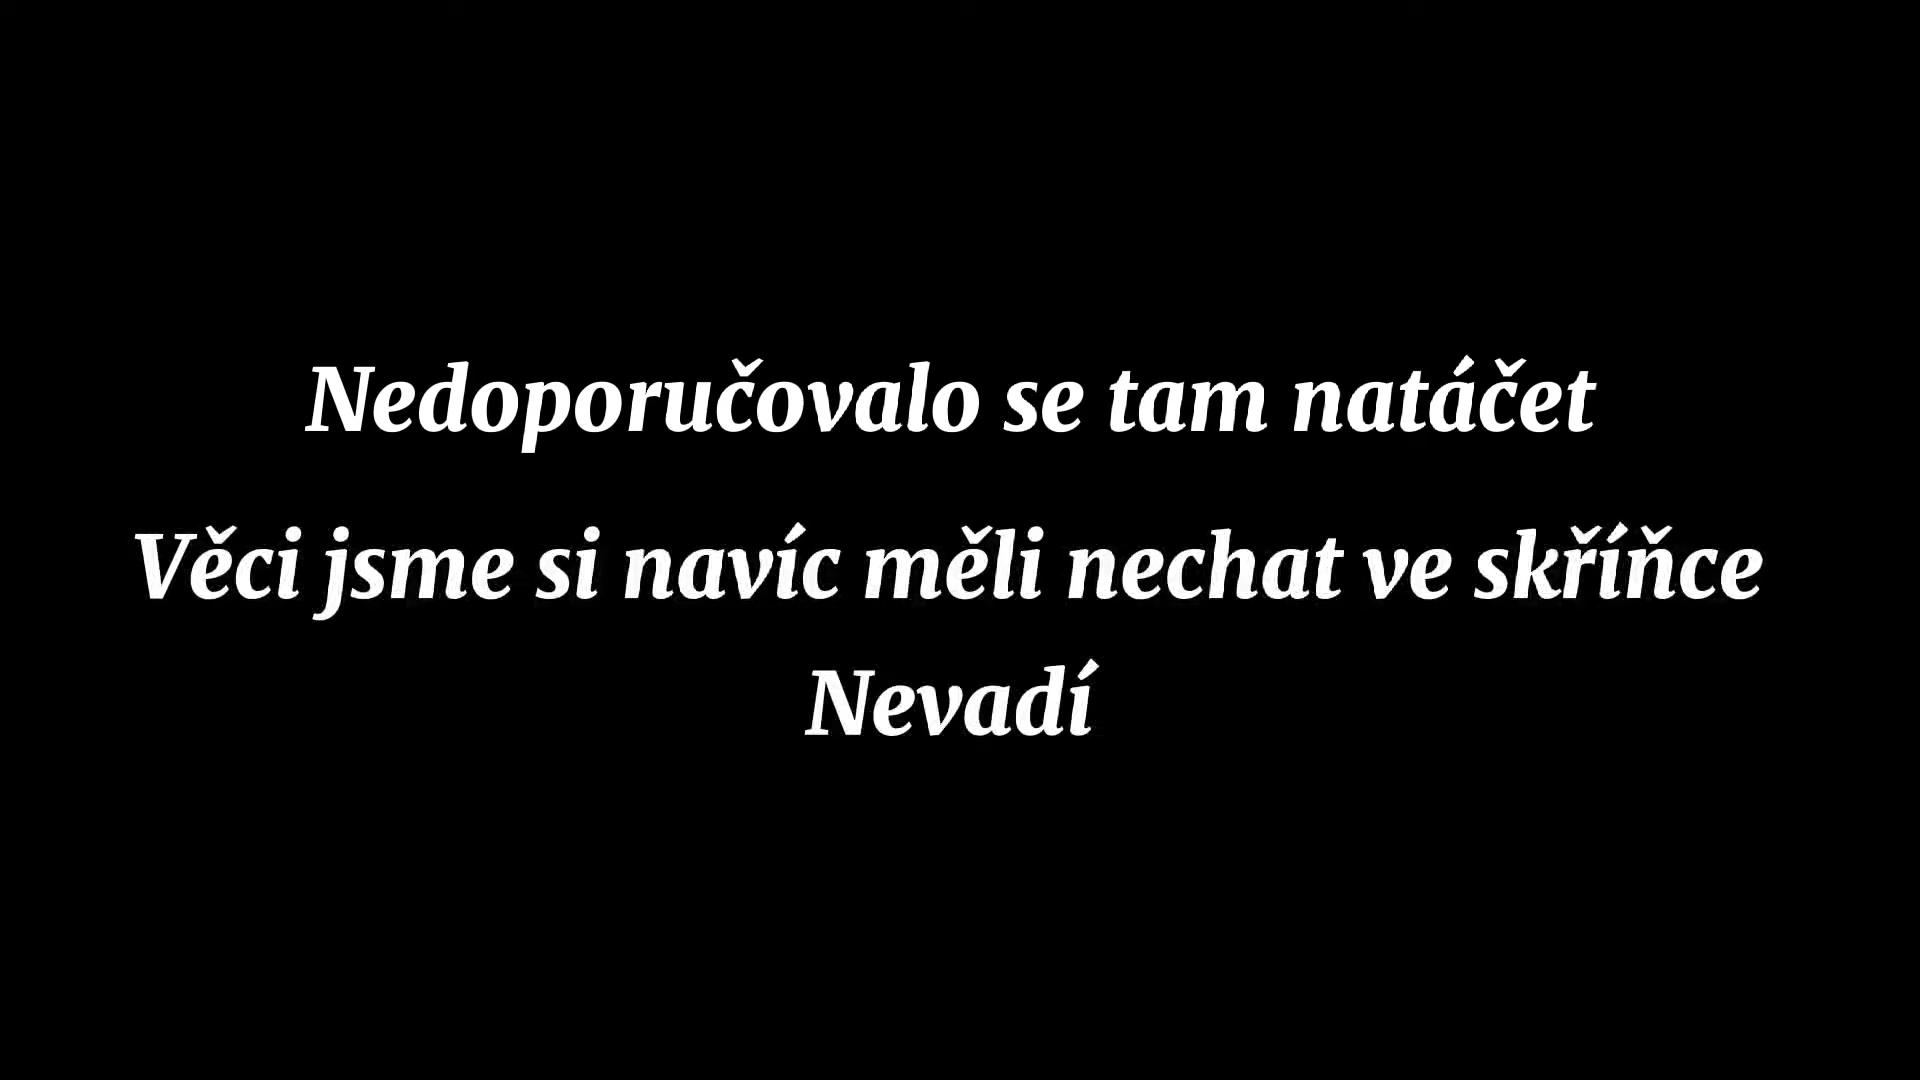 Nedoporučovalo se tam natáčet
Věci jsme si navíc měli nechat ve skříňce
Nevadí